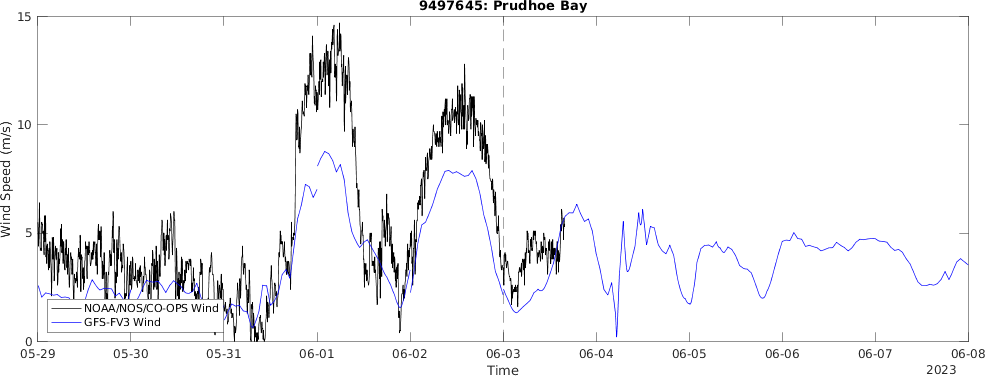 9497645: Prudhoe Bay
15
10
5
0
Wind Speed (m/s)
NOAA/NOS/CO-OPS Wind
GFS-FV3 Wind
05-29 05-30 05-31 06-01 06-02 06-03 06-04 06-05 06-06 06-07 06-08
Time
2023